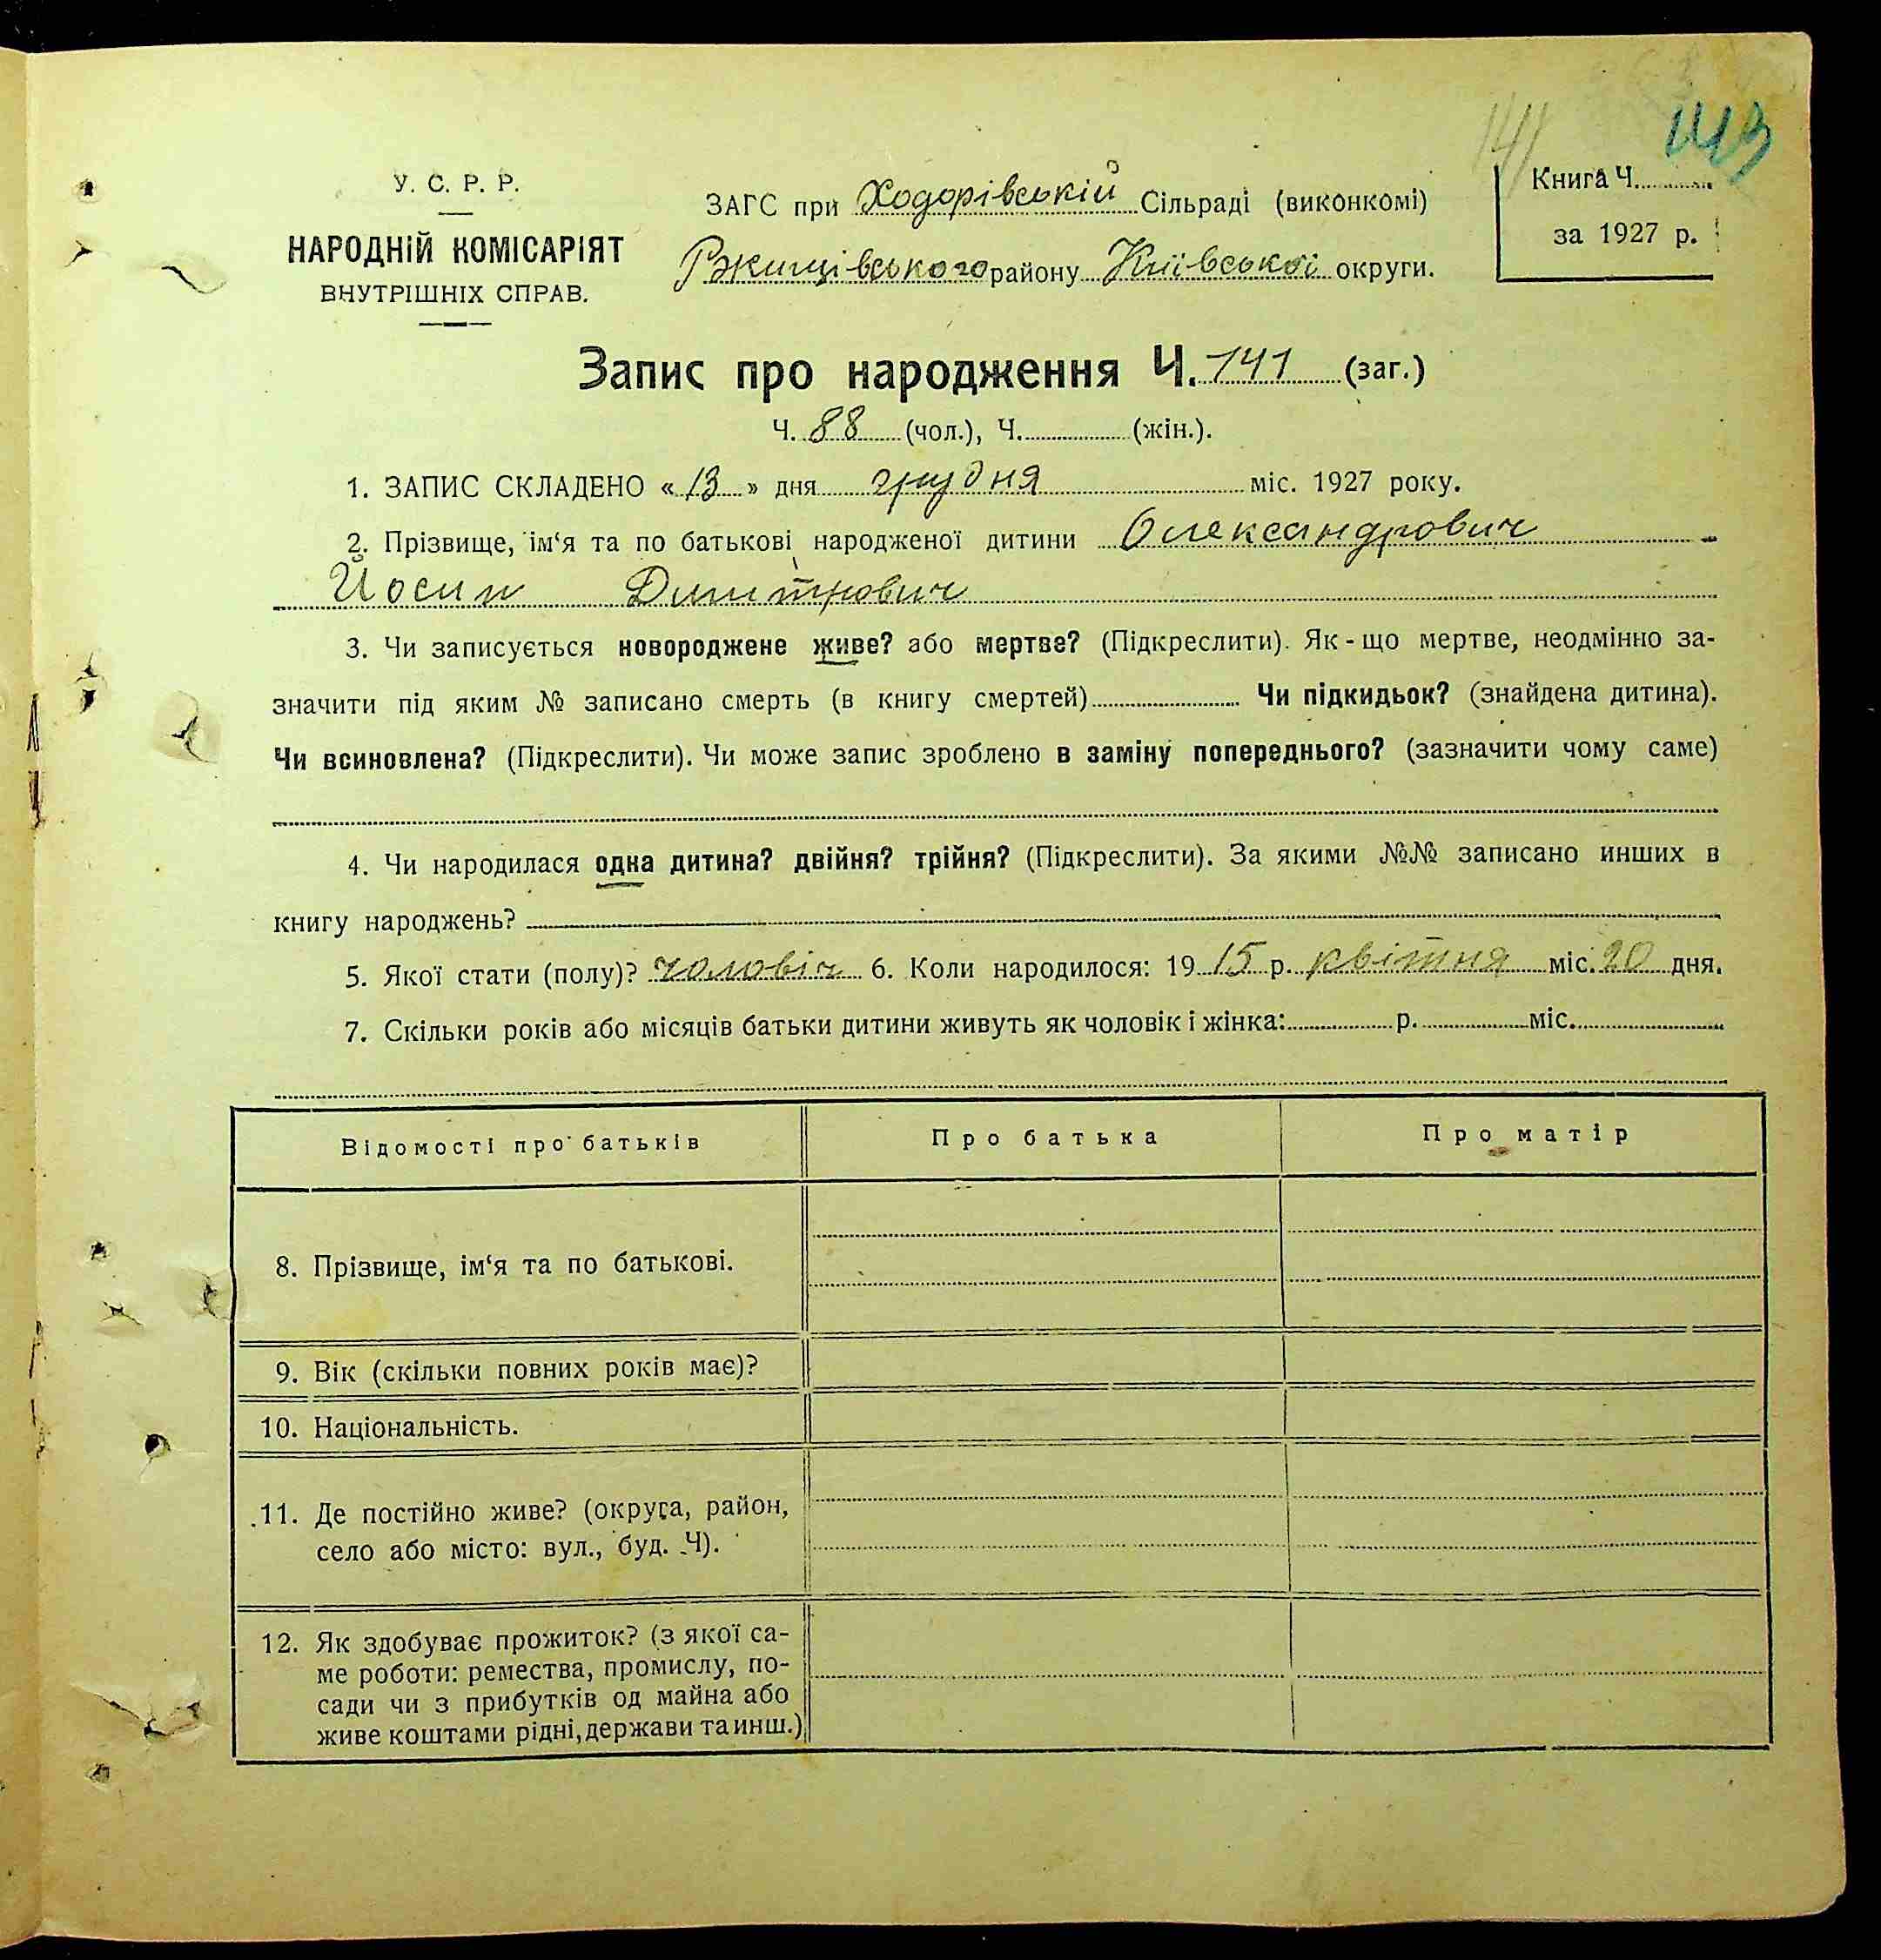 141 143
У. С. Р. Р.
НАРОДНІЙ КОМІСАРІЯТ
ВНУТРІШНІХ СПРАВ.
ЗАГС при Ходорівській Сільраді (виконкомі)
Ржищівського району Київської округи.
Книга Ч.
за 1927 р.
Запис про народження Ч. 141 (заг.)
Ч. 88 (чол.), Ч. (жін.).
1. ЗАПИС СКЛАДЕНО « 13 » дня грудня міс. 1927 року.
2. Прізвище, ім‘я та по батькові народженої дитини Олександрович
Йосип Дмитрович
3. Чи записується новороджене живе? або мертве? (Підкреслити). Як-що мертве, неодмінно за-
значити під яким № записано смерть (в книгу смертей) Чи підкидьок? (знайдена дитина).
Чи всиновлена? (Підкреслити). Чи може запис зроблено в заміну попереднього? (зазначити чому саме)
4. Чи народилася одна дитина? двійня? трійня? (Підкреслити). За якими №№ записано инших в
книгу народжень?
5. Якої стати (полу)? чоловіч 6. Коли народилося: 19 15 р. квітня міс. 20 дня.
7. Скільки років або місяців батьки дитини живуть як чоловік і жінка: р. міс.
Відомості про батьків Про батька Про матір
8. Прізвище, ім‘я та по батькові.
9. Вік (скільки повних років має)?
10. Національність.
11. Де постійно живе? (округа, район,
село або місто: вул., буд. Ч).
12. Як здобуває прожиток? (з якої са-
ме роботи: ремества, промислу, по-
сади чи з прибутків од майна або
живе коштами рідні, держави та инш.)